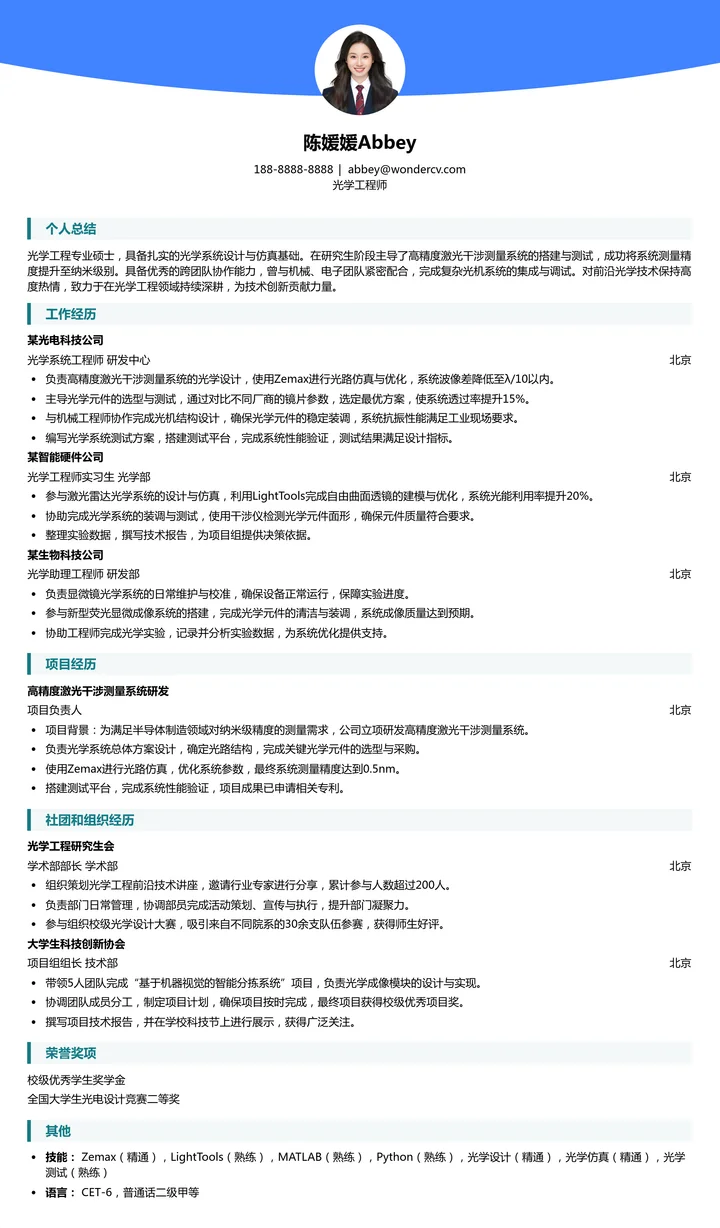 陈媛媛Abbey
188-8888-8888 | abbey@wondercv.com
光学工程师
个人总结
光学工程专业硕士，具备扎实的光学系统设计与仿真基础。在研究生阶段主导了高精度激光干涉测量系统的搭建与测试，成功将系统测量精
度提升至纳米级别。具备优秀的跨团队协作能力，曾与机械、电子团队紧密配合，完成复杂光机系统的集成与调试。对前沿光学技术保持高
度热情，致力于在光学工程领域持续深耕，为技术创新贡献力量。
工作经历
某光电科技公司
光学系统工程师 研发中心 北京
• 负责高精度激光干涉测量系统的光学设计，使用Zemax进行光路仿真与优化，系统波像差降低至λ/10以内。
• 主导光学元件的选型与测试，通过对比不同厂商的镜片参数，选定最优方案，使系统透过率提升15%。
• 与机械工程师协作完成光机结构设计，确保光学元件的稳定装调，系统抗振性能满足工业现场要求。
• 编写光学系统测试方案，搭建测试平台，完成系统性能验证，测试结果满足设计指标。
某智能硬件公司
光学工程师实习生 光学部 北京
• 参与激光雷达光学系统的设计与仿真，利用LightTools完成自由曲面透镜的建模与优化，系统光能利用率提升20%。
• 协助完成光学系统的装调与测试，使用干涉仪检测光学元件面形，确保元件质量符合要求。
• 整理实验数据，撰写技术报告，为项目组提供决策依据。
某生物科技公司
光学助理工程师 研发部 北京
• 负责显微镜光学系统的日常维护与校准，确保设备正常运行，保障实验进度。
• 参与新型荧光显微成像系统的搭建，完成光学元件的清洁与装调，系统成像质量达到预期。
• 协助工程师完成光学实验，记录并分析实验数据，为系统优化提供支持。
项目经历
高精度激光干涉测量系统研发
项目负责人 北京
• 项目背景：为满足半导体制造领域对纳米级精度的测量需求，公司立项研发高精度激光干涉测量系统。
• 负责光学系统总体方案设计，确定光路结构，完成关键光学元件的选型与采购。
• 使用Zemax进行光路仿真，优化系统参数，最终系统测量精度达到0.5nm。
• 搭建测试平台，完成系统性能验证，项目成果已申请相关专利。
社团和组织经历
光学工程研究生会
学术部部长 学术部 北京
• 组织策划光学工程前沿技术讲座，邀请行业专家进行分享，累计参与人数超过200人。
• 负责部门日常管理，协调部员完成活动策划、宣传与执行，提升部门凝聚力。
• 参与组织校级光学设计大赛，吸引来自不同院系的30余支队伍参赛，获得师生好评。
大学生科技创新协会
项目组组长 技术部 北京
• 带领5人团队完成“基于机器视觉的智能分拣系统”项目，负责光学成像模块的设计与实现。
• 协调团队成员分工，制定项目计划，确保项目按时完成，最终项目获得校级优秀项目奖。
• 撰写项目技术报告，并在学校科技节上进行展示，获得广泛关注。
荣誉奖项
校级优秀学生奖学金
全国大学生光电设计竞赛二等奖
其他
• 技能： Zemax（精通），LightTools（熟练），MATLAB（熟练），Python（熟练），光学设计（精通），光学仿真（精通），光学
测试（熟练）
• 语言： CET-6，普通话二级甲等